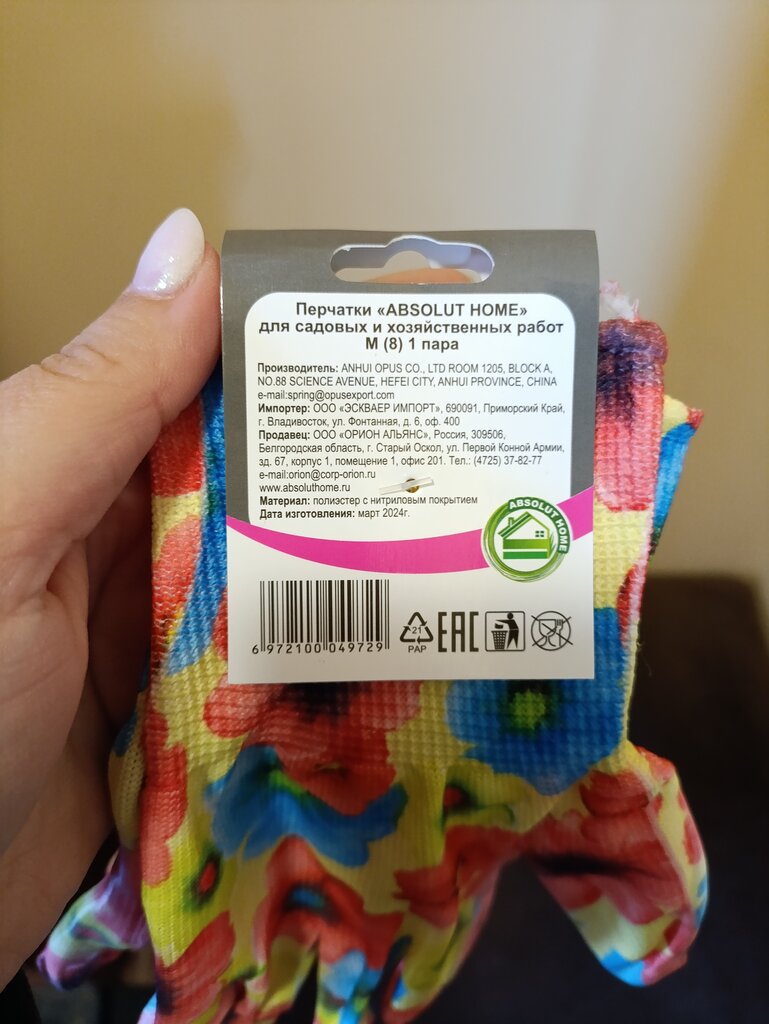 Перчатки «ABSOLUT HOME»
для садовых и хозяйственных работ
М (8) 1 пара
Производитель: ANHUI OPUS CO., LTD ROOM 1205, BLOCK A,
NO.88 SCIENCE AVENUE, HEFEI CITY, ANHUI PROVINCE, CHINA
e-mail:spring@opusexport.com
Импортер: ООО «ЭСКВАЕР ИМПОРТ», 690091, Приморский Край,
г. Владивосток, ул. Фонтанная, д. 6, оф. 400
Продавец: ООО «ОРИОН АЛЬЯНС», Россия, 309506,
Белгородская область, г. Старый Оскол, ул. Первой Конной Армии,
зд. 67, корпус 1, помещение 1, офис 201. Тел.: (4725) 37-82-77
e-mail:orion@corp-orion.ru
www.absoluthome.ru
Материал: полиэстер с нитриловым покрытием
Дата изготовления: март 2024г.
ABSOLUT HOME
6 972100 049729
21
PAP
EAC